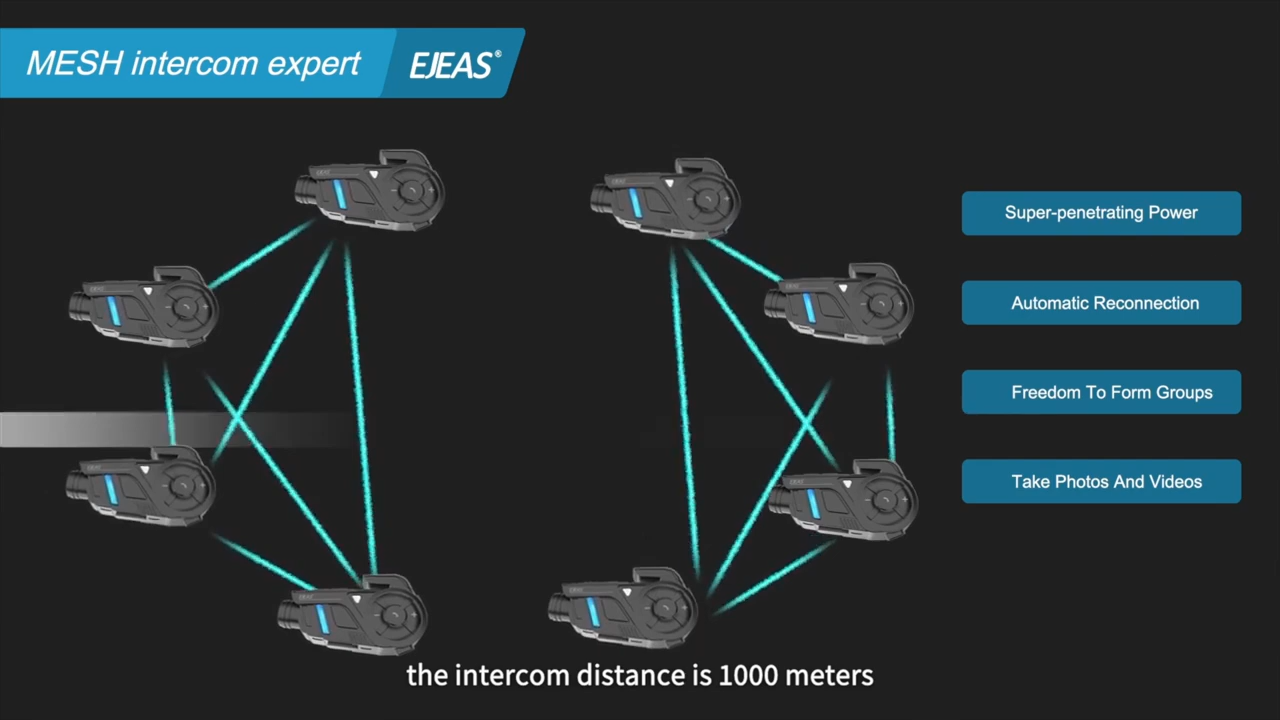 MESH intercom expert
EJEAS®
Super-penetrating Power
Automatic Reconnection
Freedom To Form Groups
Take Photos And Videos
the intercom distance is 1000 meters